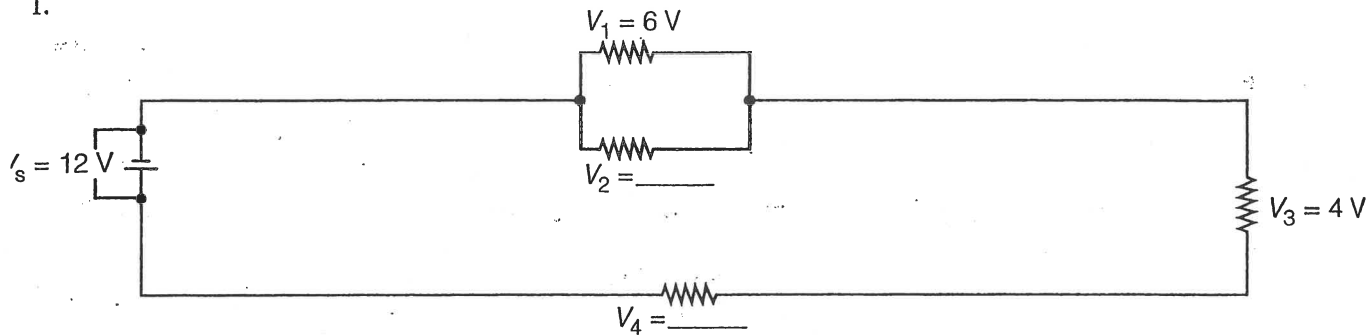 1.
V₁ = 6 V
ₛ = 12 V
V₂ = ______
V₃ = 4 V
V₄ = ______